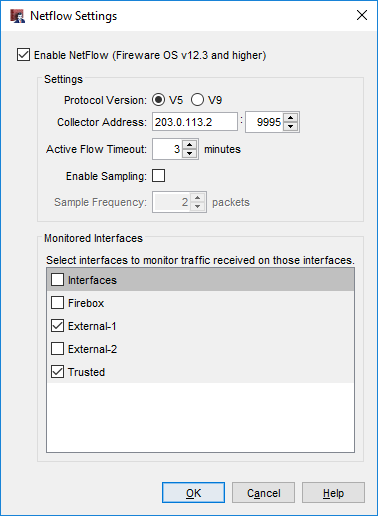 Netflow Settings
Enable NetFlow (Fireware OS v12.3 and higher)
Settings
Protocol Version: V5 V9
Collector Address: 203.0.113.2 : 9995
Active Flow Timeout: 3 minutes
Enable Sampling:
Sample Frequency: 2 packets
Monitored Interfaces
Select interfaces to monitor traffic received on those interfaces.
Interfaces
Firebox
External-1
External-2
Trusted
OK Cancel Help